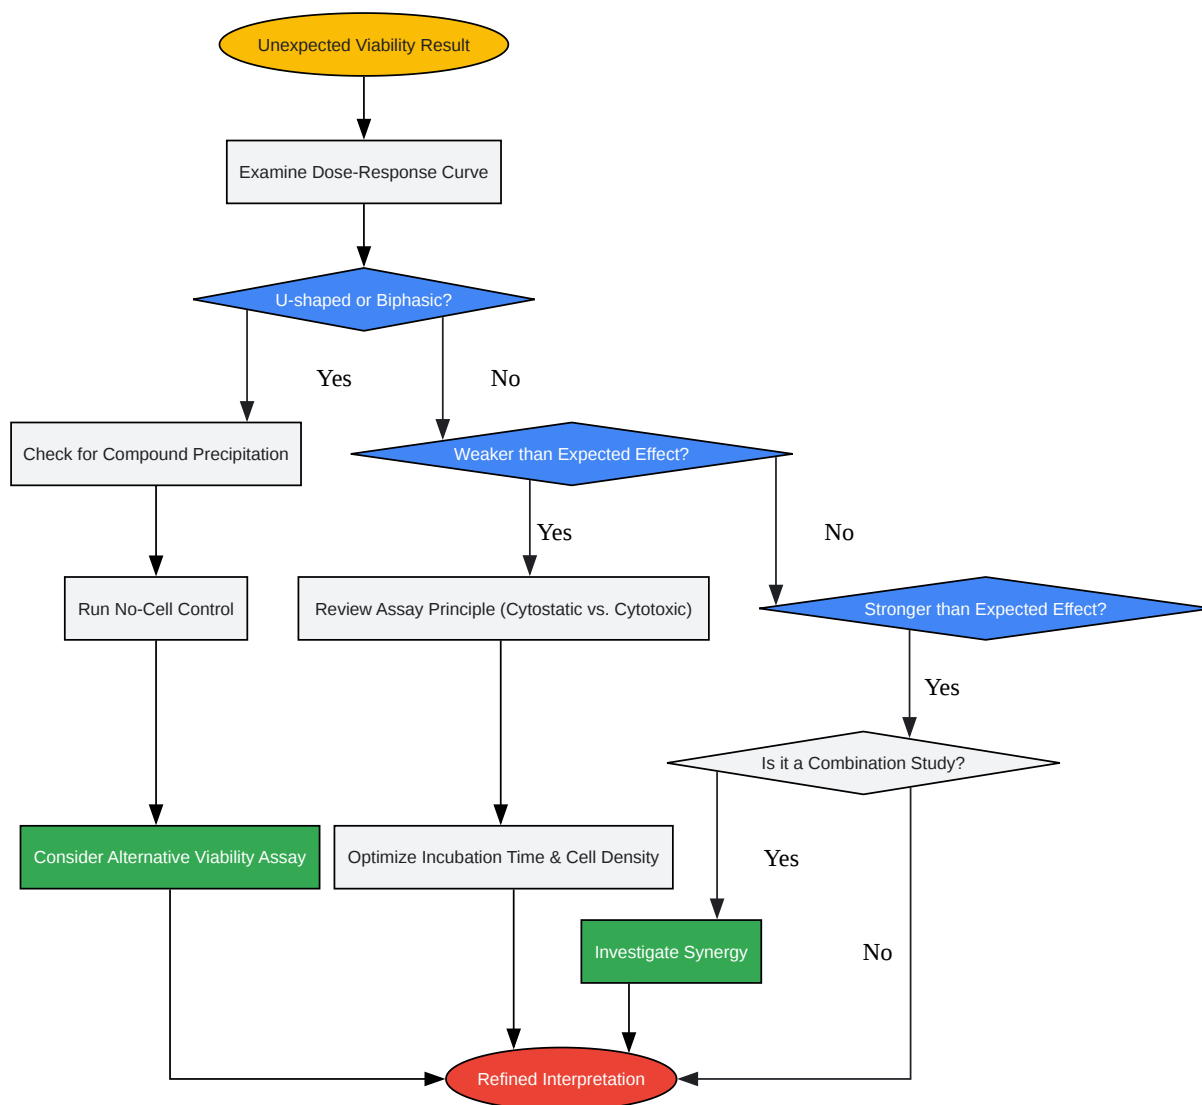 Unexpected Viability Result
Examine Dose-Response Curve
U-shaped or Biphasic?
Yes
No
Check for Compound Precipitation
Weaker than Expected Effect?
Yes
No
Run No-Cell Control
Review Assay Principle (Cytostatic vs. Cytotoxic)
Stronger than Expected Effect?
Yes
Is it a Combination Study?
Consider Alternative Viability Assay
Optimize Incubation Time & Cell Density
Yes
Investigate Synergy
No
Refined Interpretation